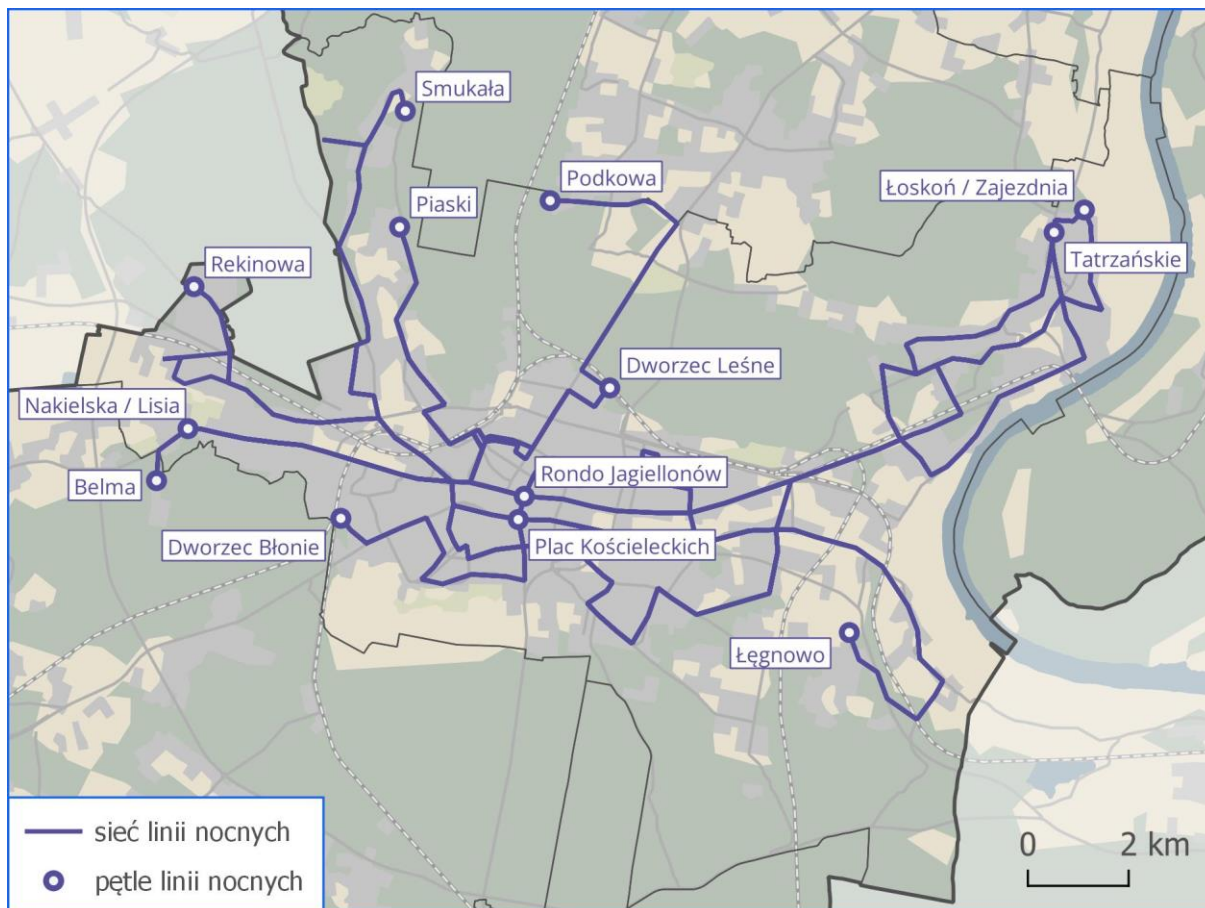 Smukała
Podkowa
Łoskoń / Zajezdnia
Piaski
Tatrzańskie
Rekinowa
Dworzec Leśne
Nakielska / Lisia
Rondo Jagiellonów
Belma
Dworzec Błonie
Plac Kościeleckich
Łęgnowo
sieć linii nocnych
pętle linii nocnych
0 2 km